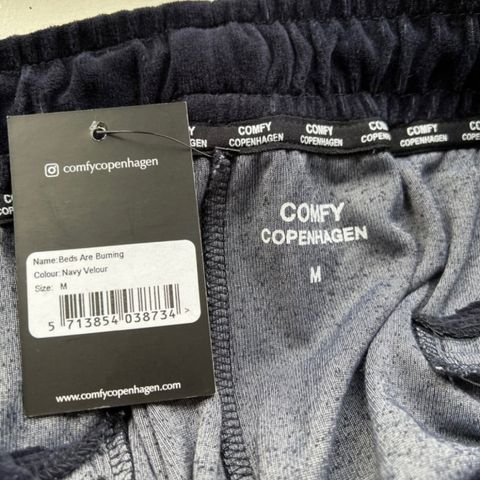 COMFY COMFY COMFY COMFY COMFY
COPENHAGEN COPENHAGEN COPENHAGEN COPENHAGEN
comfycopenhagen
Name:Beds Are Burning
Colour:Navy Velour
Size: M
5 713854 038734 >
www.comfycopenhagen.com
COMFY
COPENHAGEN
M